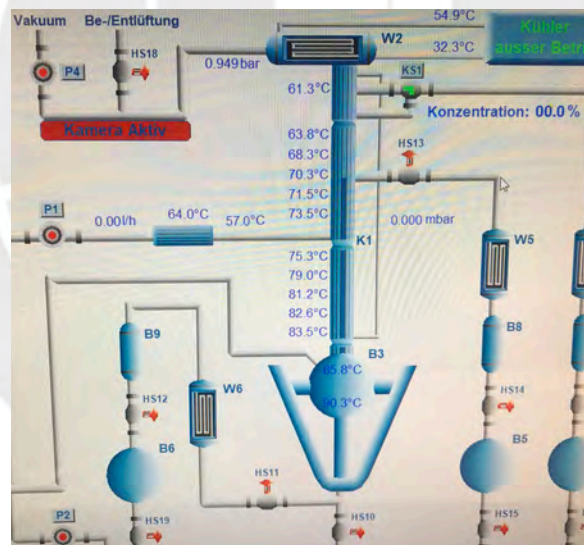 Vakuum
Be-/Entlüftung
HS18
P4
0.949 bar
Kamera Aktiv
W2
54.9°C
32.3°C
Kühler
ausser Betri
KS1
Konzentration: 00.0 %
61.3°C
63.8°C
68.3°C
70.3°C
71.5°C
73.5°C
HS13
P1
0.00l/h
64.0°C
57.0°C
0.000 mbar
K1
W5
75.3°C
79.0°C
81.2°C
82.6°C
83.5°C
B9
B3
B8
85.8°C
90.3°C
W6
HS12
HS14
B6
B5
HS11
P2
HS19
HS10
HS15